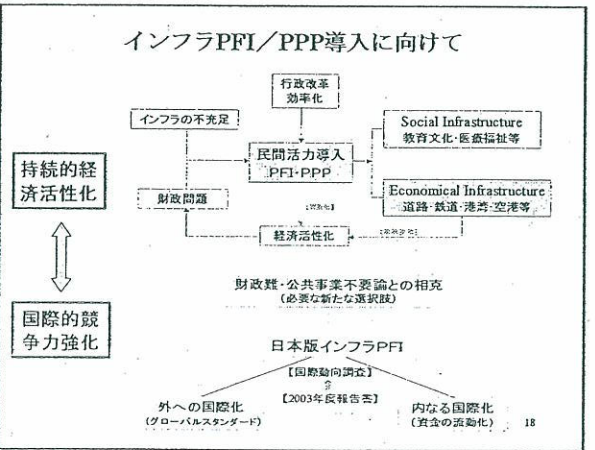 インフラPFI/PPP導入に向けて
行政改革
効率化
インフラの不充足
Social Infrastructure
教育文化・医療福祉等
民間活力導入
PFI・PPP
持続的経
済活性化
財政問題
Economical Infrastructure
道路・鉄道・港湾・空港等
経済活性化
財政難・公共事業不要論との相克
(必要な新たな選択肢)
国際的競
争力強化
日本版インフラPFI
【国際動向調査】
【2003年度報告書】
外への国際化
(グローバルスタンダード)
内なる国際化
(資金の流動化)
18